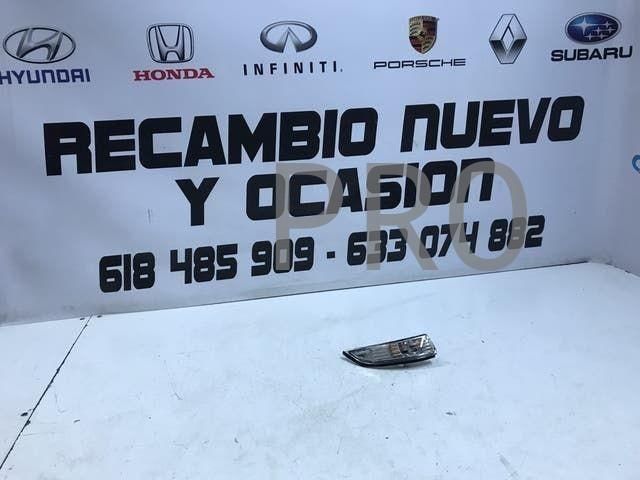 HYUNDAI HONDA INFINITI PORSCHE SUBARU
RECAMBIO NUEVO
Y OCASION
PRO
618 485 909 - 633 074 882